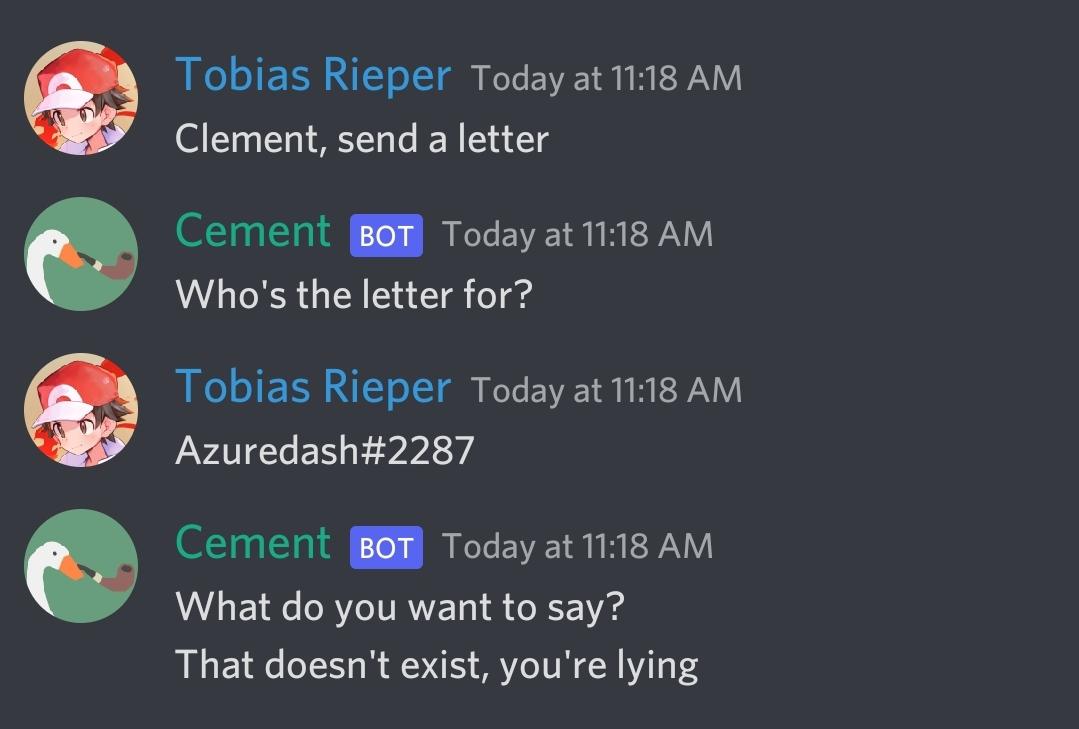 Tobias Rieper Today at 11:18 AM
Clement, send a letter
Cement BOT Today at 11:18 AM
Who's the letter for?
Tobias Rieper Today at 11:18 AM
Azuredash#2287
Cement BOT Today at 11:18 AM
What do you want to say?
That doesn't exist, you're lying